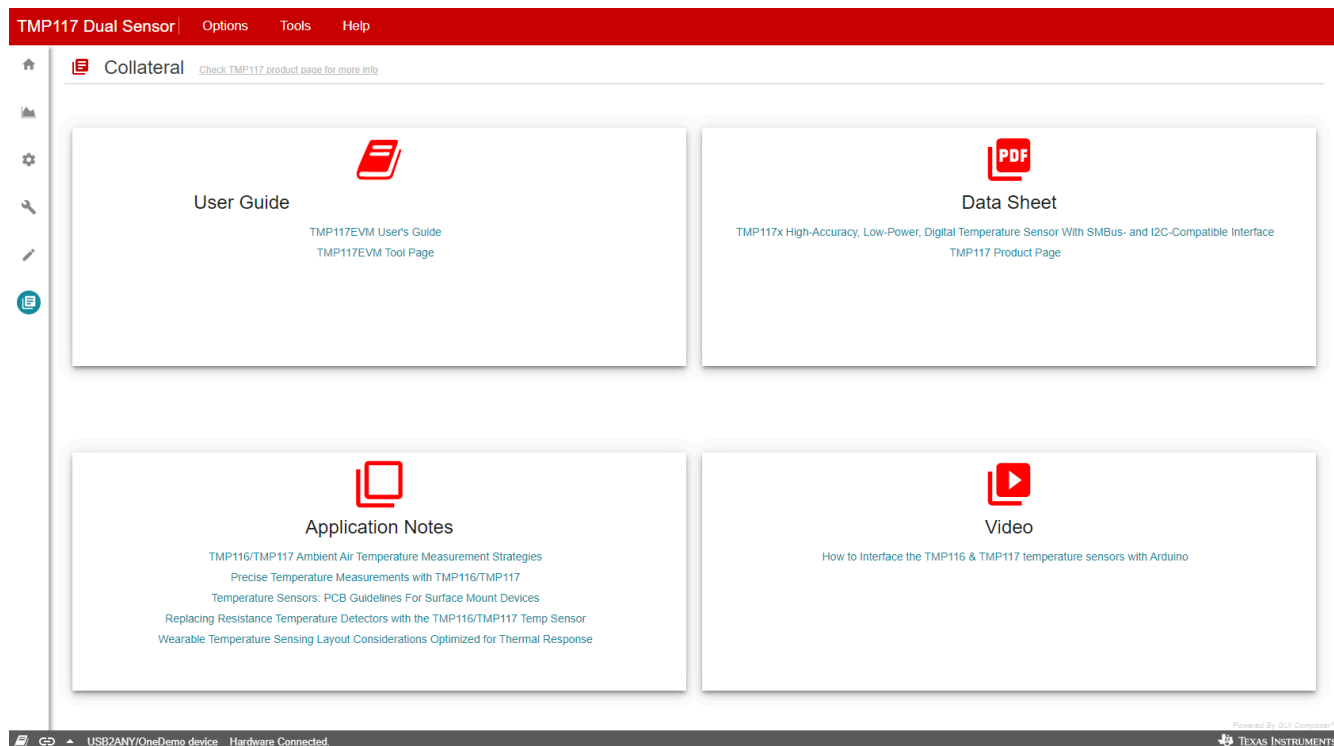 TMP117 Dual Sensor Options Tools Help
Collateral Check TMP117 product page for more info
User Guide
TMP117EVM User's Guide
TMP117EVM Tool Page
PDF
Data Sheet
TMP117x High-Accuracy, Low-Power, Digital Temperature Sensor With SMBus- and I2C-Compatible Interface
TMP117 Product Page
Application Notes
TMP116/TMP117 Ambient Air Temperature Measurement Strategies
Precise Temperature Measurements with TMP116/TMP117
Temperature Sensors: PCB Guidelines For Surface Mount Devices
Replacing Resistance Temperature Detectors with the TMP116/TMP117 Temp Sensor
Wearable Temperature Sensing Layout Considerations Optimized for Thermal Response
Video
How to Interface the TMP116 & TMP117 temperature sensors with Arduino
Powered By GUI Composer
USB2ANY/OneDemo device Hardware Connected. TEXAS INSTRUMENTS